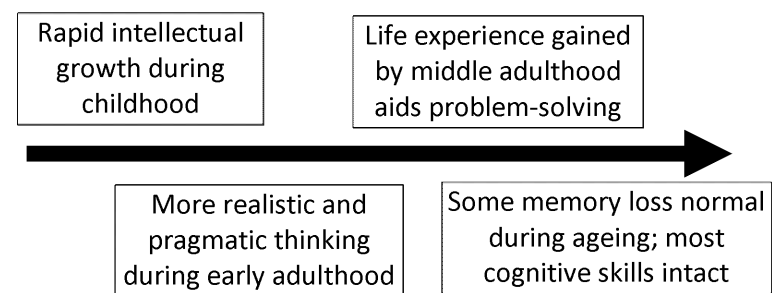 Rapid intellectual
growth during
childhood
Life experience gained
by middle adulthood
aids problem-solving
More realistic and
pragmatic thinking
during early adulthood
Some memory loss normal
during ageing; most
cognitive skills intact